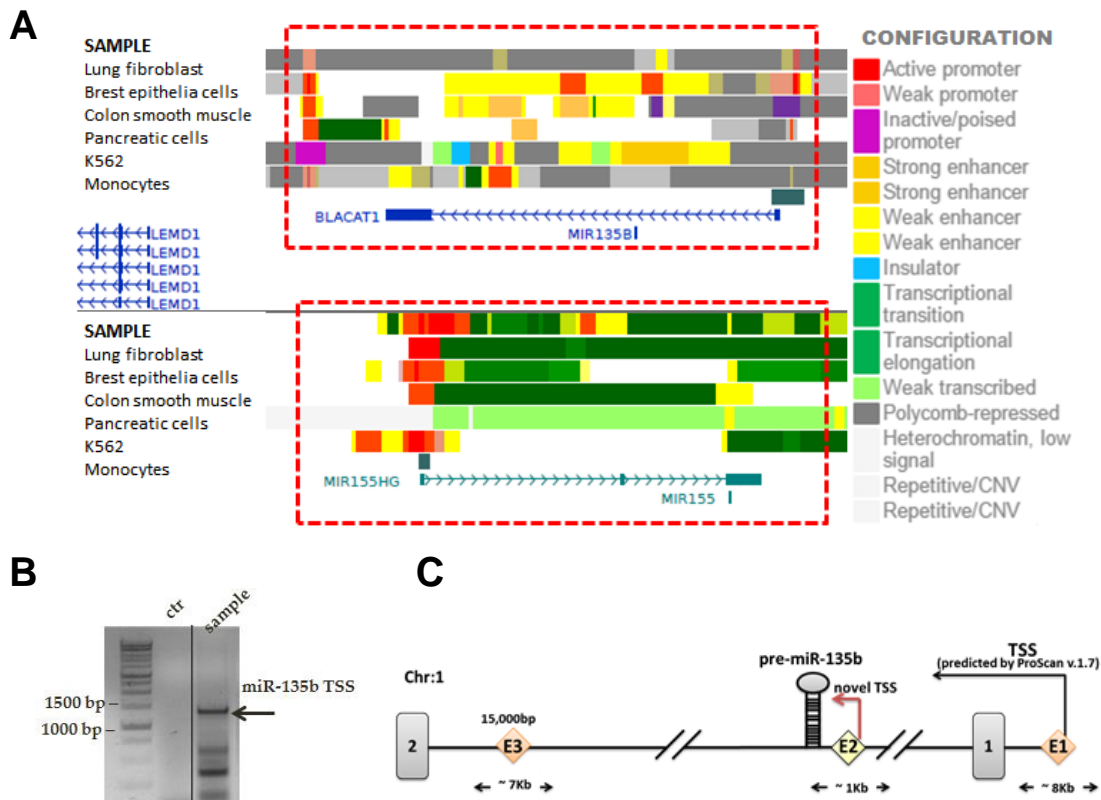 A
SAMPLE
Lung fibroblast
Brest epithelia cells
Colon smooth muscle
Pancreatic cells
K562
Monocytes
BLACAT1
MIR135B
LEMD1
LEMD1
LEMD1
LEMD1
LEMD1
SAMPLE
Lung fibroblast
Brest epithelia cells
Colon smooth muscle
Pancreatic cells
K562
Monocytes
MIR155HG
MIR155
CONFIGURATION
Active promoter
Weak promoter
Inactive/poised
promoter
Strong enhancer
Strong enhancer
Weak enhancer
Weak enhancer
Insulator
Transcriptional
transition
Transcriptional
elongation
Weak transcribed
Polycomb-repressed
Heterochromatin, low
signal
Repetitive/CNV
Repetitive/CNV
B
ctr
sample
miR-135b TSS
1500 bp
1000 bp
C
Chr:1
pre-miR-135b
novel TSS
TSS
(predicted by ProScan v.1.7)
15,000bp
2
E3
E2
1
E1
~ 7Kb
~ 1Kb
~ 8Kb